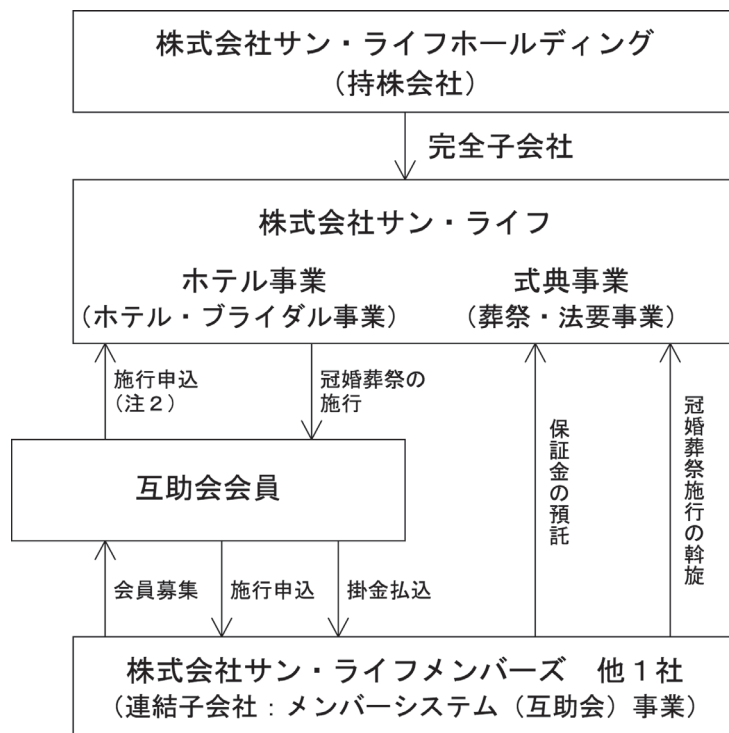 株式会社サン・ライフホールディング
（持株会社）
完全子会社
株式会社サン・ライフ
ホテル事業
（ホテル・ブライダル事業）
式典事業
（葬祭・法要事業）
施行申込
（注２）
冠婚葬祭の
施行
保証金の預託
冠婚葬祭施行の斡旋
互助会会員
会員募集
施行申込
掛金払込
株式会社サン・ライフメンバーズ　他１社
（連結子会社：メンバーシステム（互助会）事業）